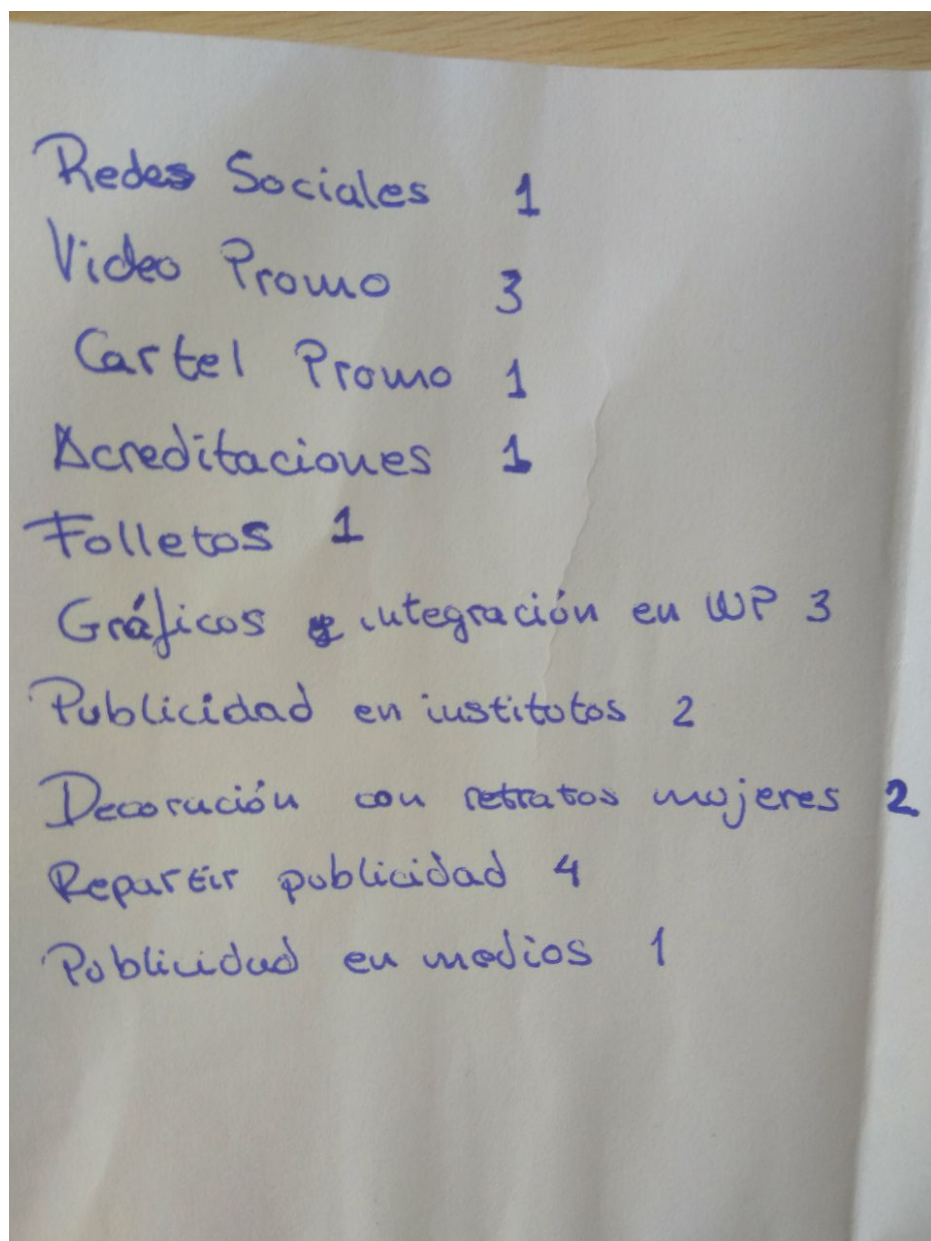 Redes Sociales 1
Video Promo 3
Cartel Promo 1
Acreditaciones 1
Folletos 1
Gráficos e integración en WP 3
Publicidad en institutos 2
Decoración con retratos mujeres 2
Repartir publicidad 4
Publicidad en medios 1